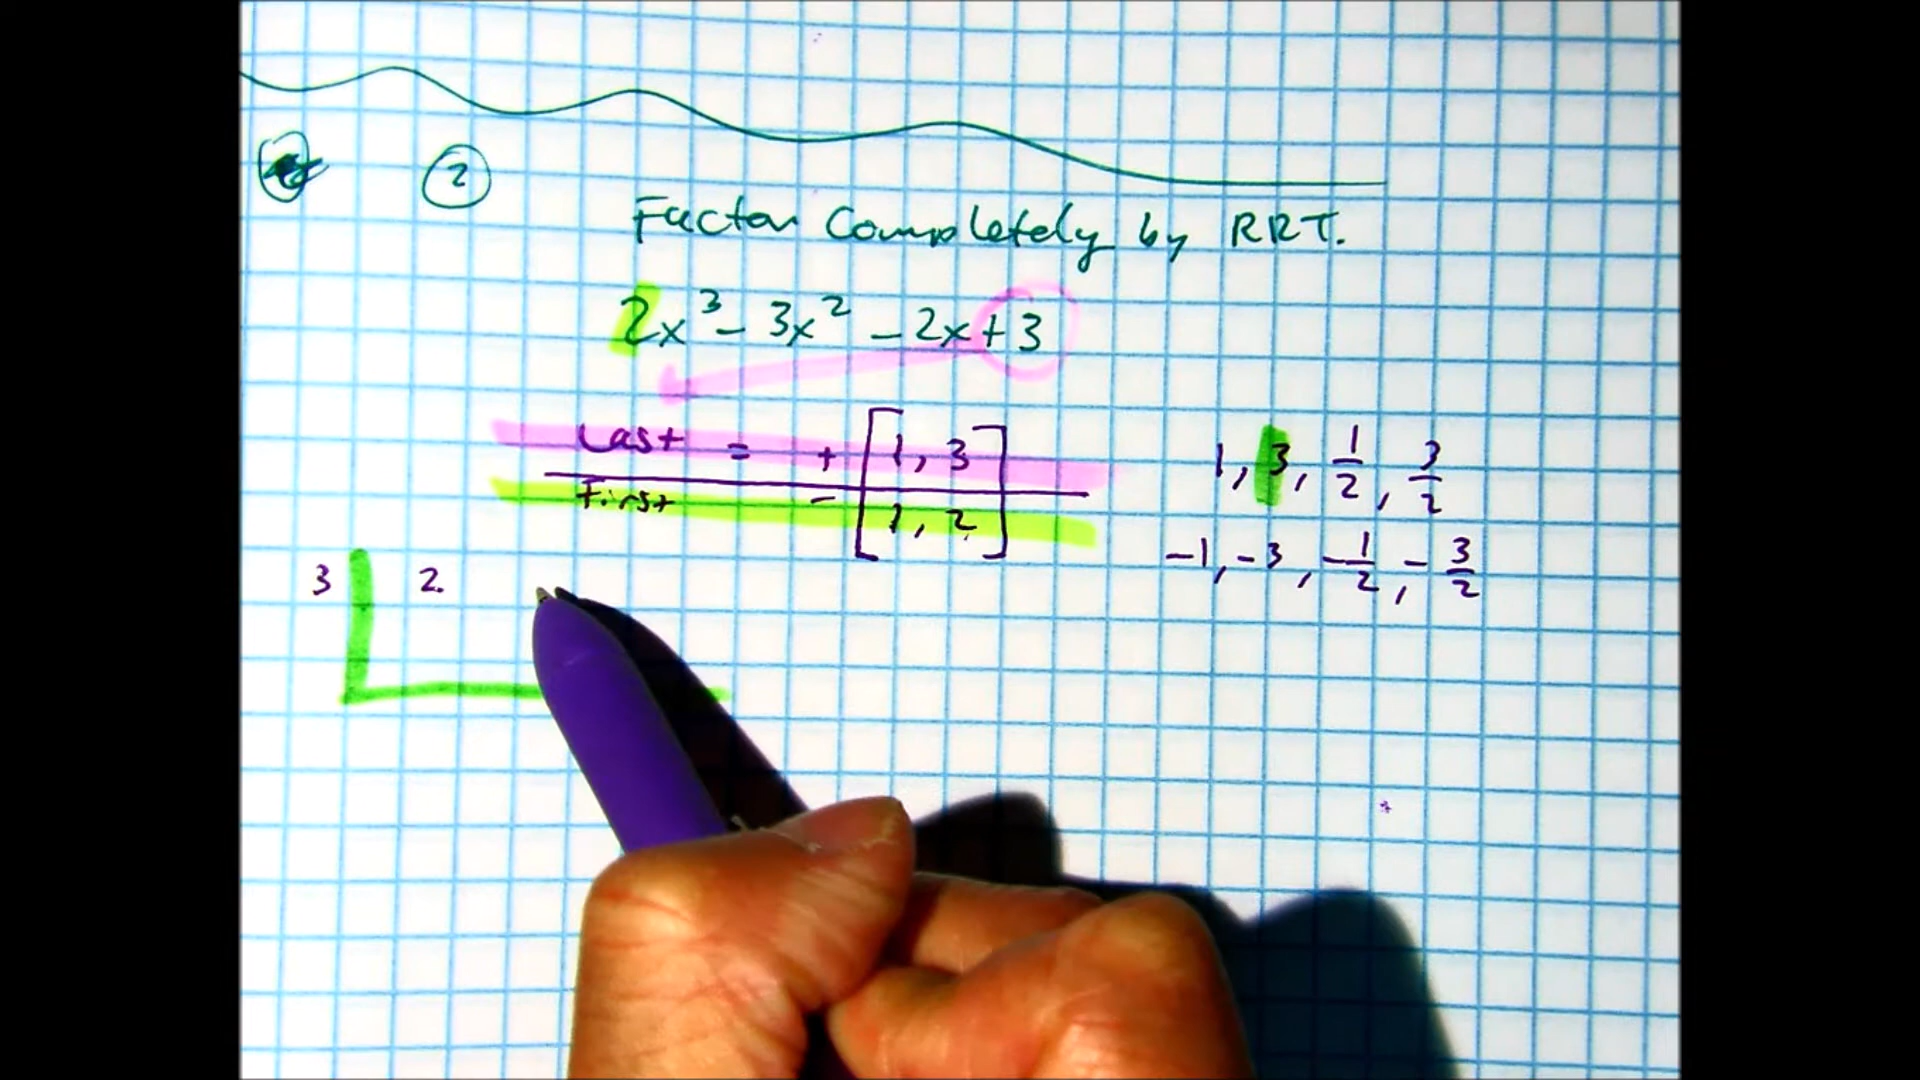 2
Factor Completely by RRT.
2x³ - 3x² - 2x + 3
Last = + [1, 3]
First - [1, 2]
1, 3, 1/2, 3/2
-1, -3, -1/2, -3/2
3 2